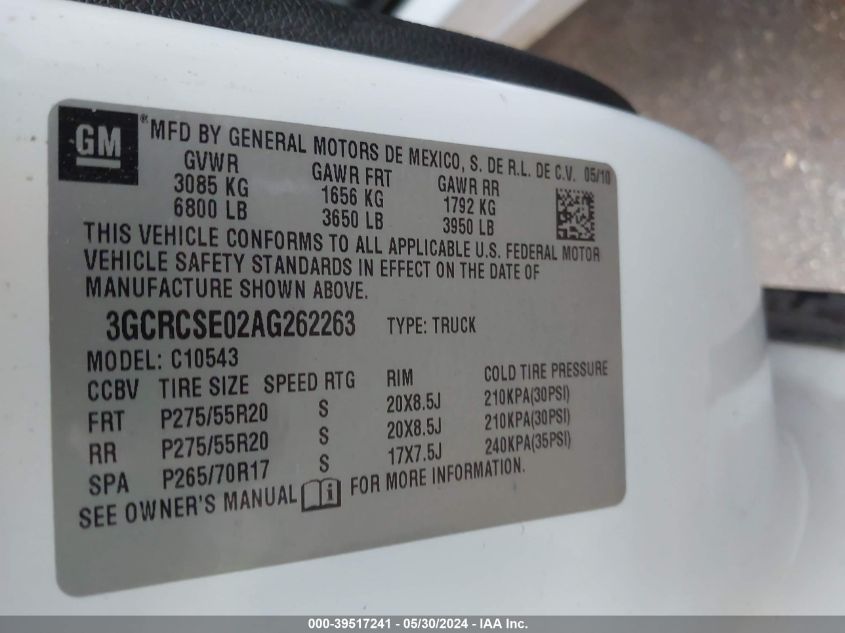 GM ® MFD BY GENERAL MOTORS DE MEXICO, S. DE R.L. DE C.V. 05/10
GVWR GAWR FRT GAWR RR
3085 KG 1656 KG 1792 KG
6800 LB 3650 LB 3950 LB
THIS VEHICLE CONFORMS TO ALL APPLICABLE U.S. FEDERAL MOTOR
VEHICLE SAFETY STANDARDS IN EFFECT ON THE DATE OF
MANUFACTURE SHOWN ABOVE.
3GCRCSE02AG262263 TYPE: TRUCK
MODEL: C10543
CCBV TIRE SIZE SPEED RTG RIM COLD TIRE PRESSURE
FRT P275/55R20 S 20X8.5J 210KPA(30PSI)
RR P275/55R20 S 20X8.5J 210KPA(30PSI)
SPA P265/70R17 S 17X7.5J 240KPA(35PSI)
SEE OWNER'S MANUAL i FOR MORE INFORMATION.
000-39517241 - 05/30/2024 - IAA Inc.